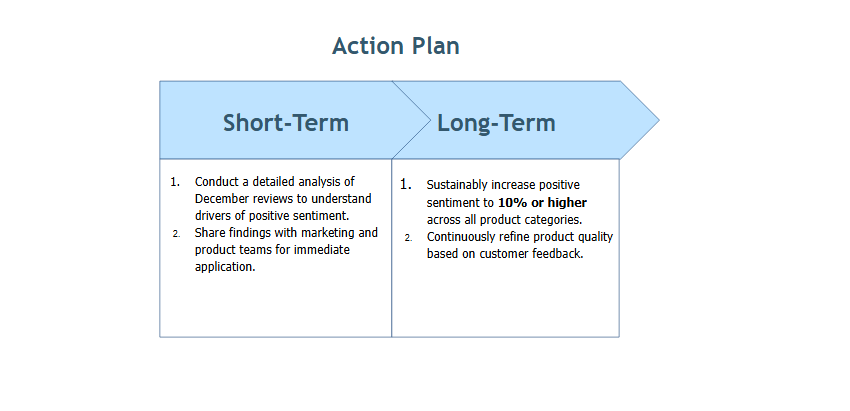 Action Plan
Short-Term
Long-Term
1. Conduct a detailed analysis of
December reviews to understand
drivers of positive sentiment.
2. Share findings with marketing and
product teams for immediate
application.
1. Sustainably increase positive
sentiment to 10% or higher
across all product categories.
2. Continuously refine product quality
based on customer feedback.